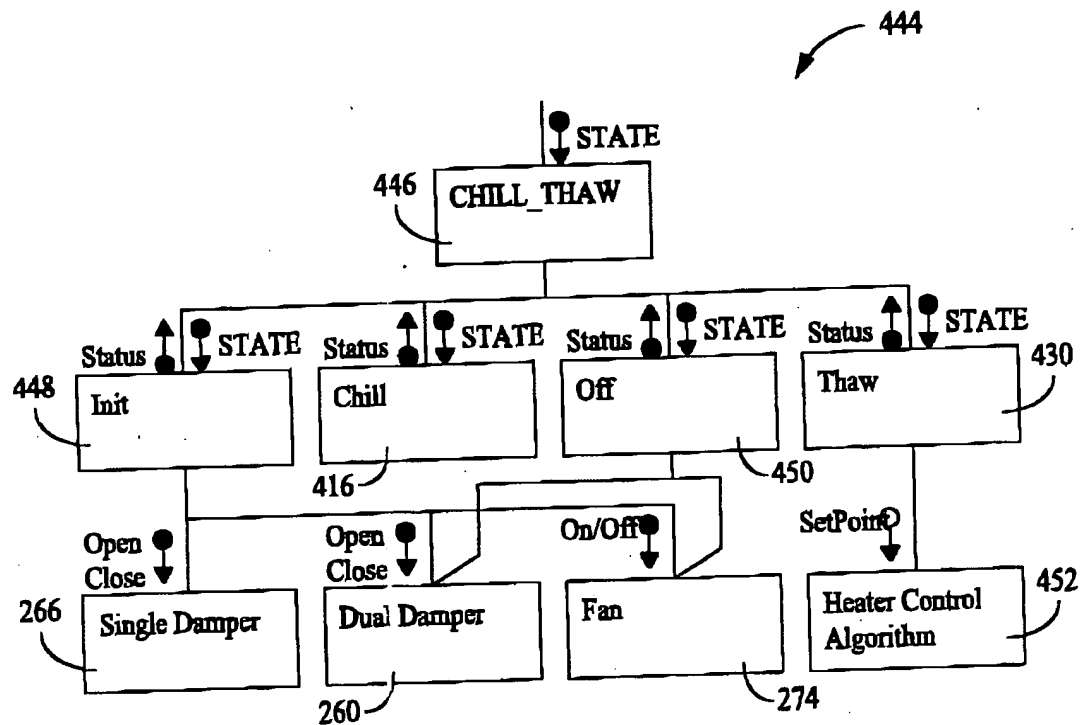 444
STATE
446
CHILL_THAW
Status
STATE
Status
STATE
Status
STATE
Status
STATE
448
Init
Chill
Off
Thaw
430
416
450
Open
Close
Open
Close
On/Off
SetPoint
266
Single Damper
Dual Damper
Fan
Heater Control
Algorithm
452
260
274